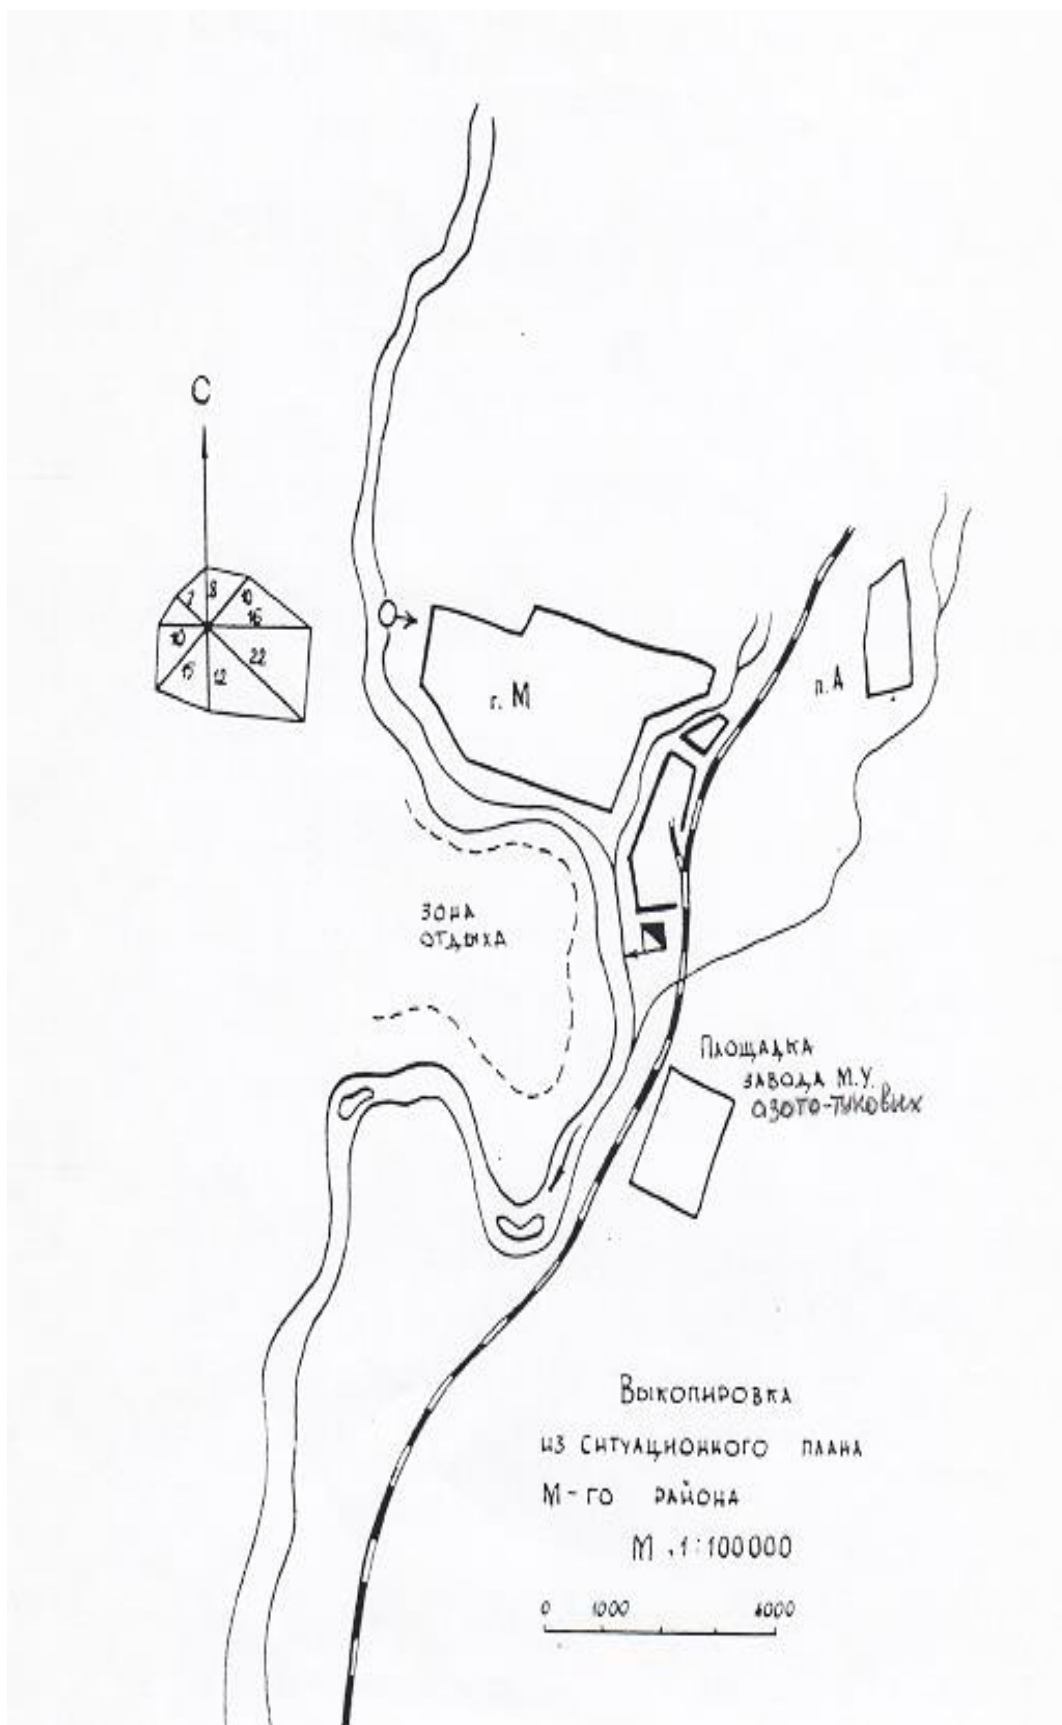 С
8
7
10
16
10
22
15
12
г. М
п. А
ЗОНА
ОТДЫХА
ПЛОЩАДКА
ЗАВОДА М.У.
АЗОТО-ТУКОВЫХ
ВЫКОПИРОВКА
ИЗ СИТУАЦИОННОГО ПЛАНА
М-ГО РАЙОНА
М 1:100000
0 1000 4000